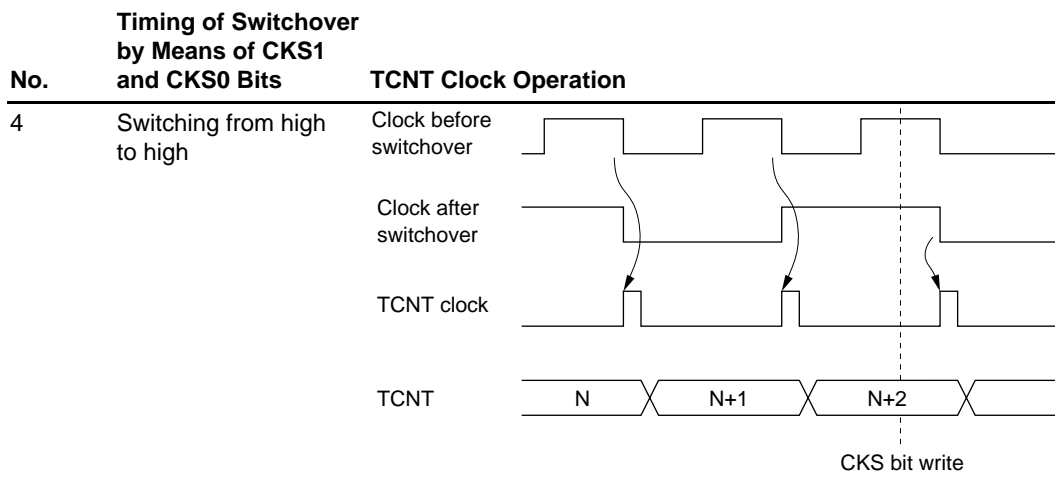 No.
Timing of Switchover
by Means of CKS1
and CKS0 Bits
TCNT Clock Operation
4
Switching from high
to high
Clock before
switchover
Clock after
switchover
TCNT clock
TCNT
N
N+1
N+2
CKS bit write